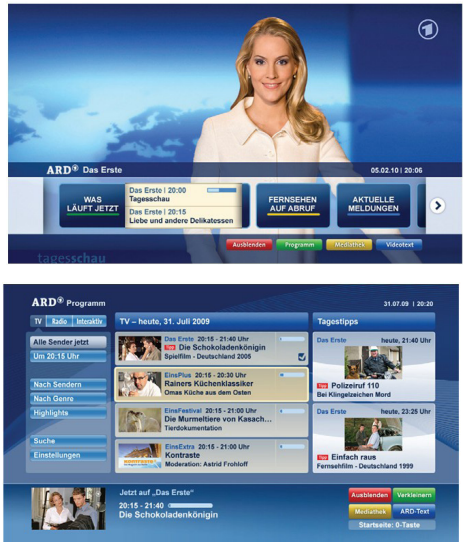 ARD Das Erste
05.02.10 | 20:06
WAS
LÄUFT JETZT
Das Erste | 20:00
Tagesschau
Das Erste | 20:15
Liebe und andere Delikatessen
FERNSEHEN
AUF ABRUF
AKTUELLE
MELDUNGEN
Ausblenden
Programm
Mediathek
Videotext
tagesschau
ARD Programm
31.07.09 | 20:20
TV
Radio
Interaktiv
Alle Sender jetzt
Um 20:15 Uhr
Nach Sendern
Nach Genre
Highlights
Suche
Einstellungen
TV – heute, 31. Juli 2009
Das Erste 20:15 - 21:40 Uhr
Tipp Die Schokoladenkönigin
Spielfilm - Deutschland 2005
EinsPlus - 20:15 - 20:30 Uhr
Rainers Küchenklassiker
Omas Küche aus dem Osten
EinsFestival - 20:15 - 21:00 Uhr
Die Murmeltiere von Kasach...
Tierdokumentation
EinsExtra 20:15 - 21:00 Uhr
Kontraste
Moderation: Astrid Frohloff
Tagestipps
Das Erste heute, 21:40 Uhr
Tipp Polizeiruf 110
Bei Klingelzeichen Mord
Das Erste heute, 23:25 Uhr
Tipp Einfach raus
Fernsehfilm - Deutschland 1999
Jetzt auf „Das Erste“
20:15 - 21:40
Die Schokoladenkönigin
Ausblenden
Verkleinern
Mediathek
ARD-Text
Startseite: 0-Taste